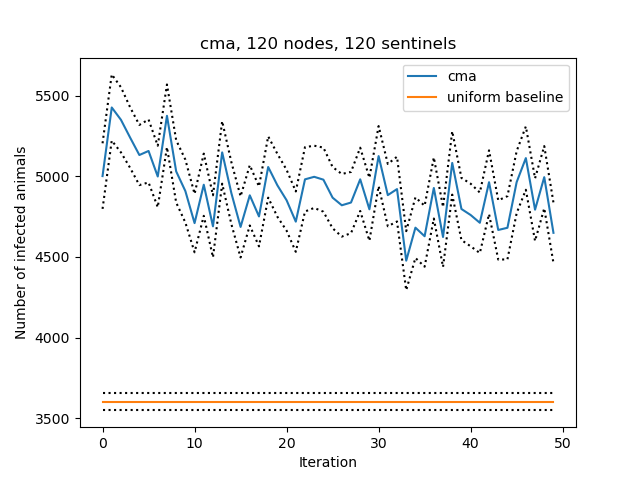 cma, 120 nodes, 120 sentinels
cma
uniform baseline
Number of infected animals
5500
5000
4500
4000
3500
0 10 20 30 40 50
Iteration